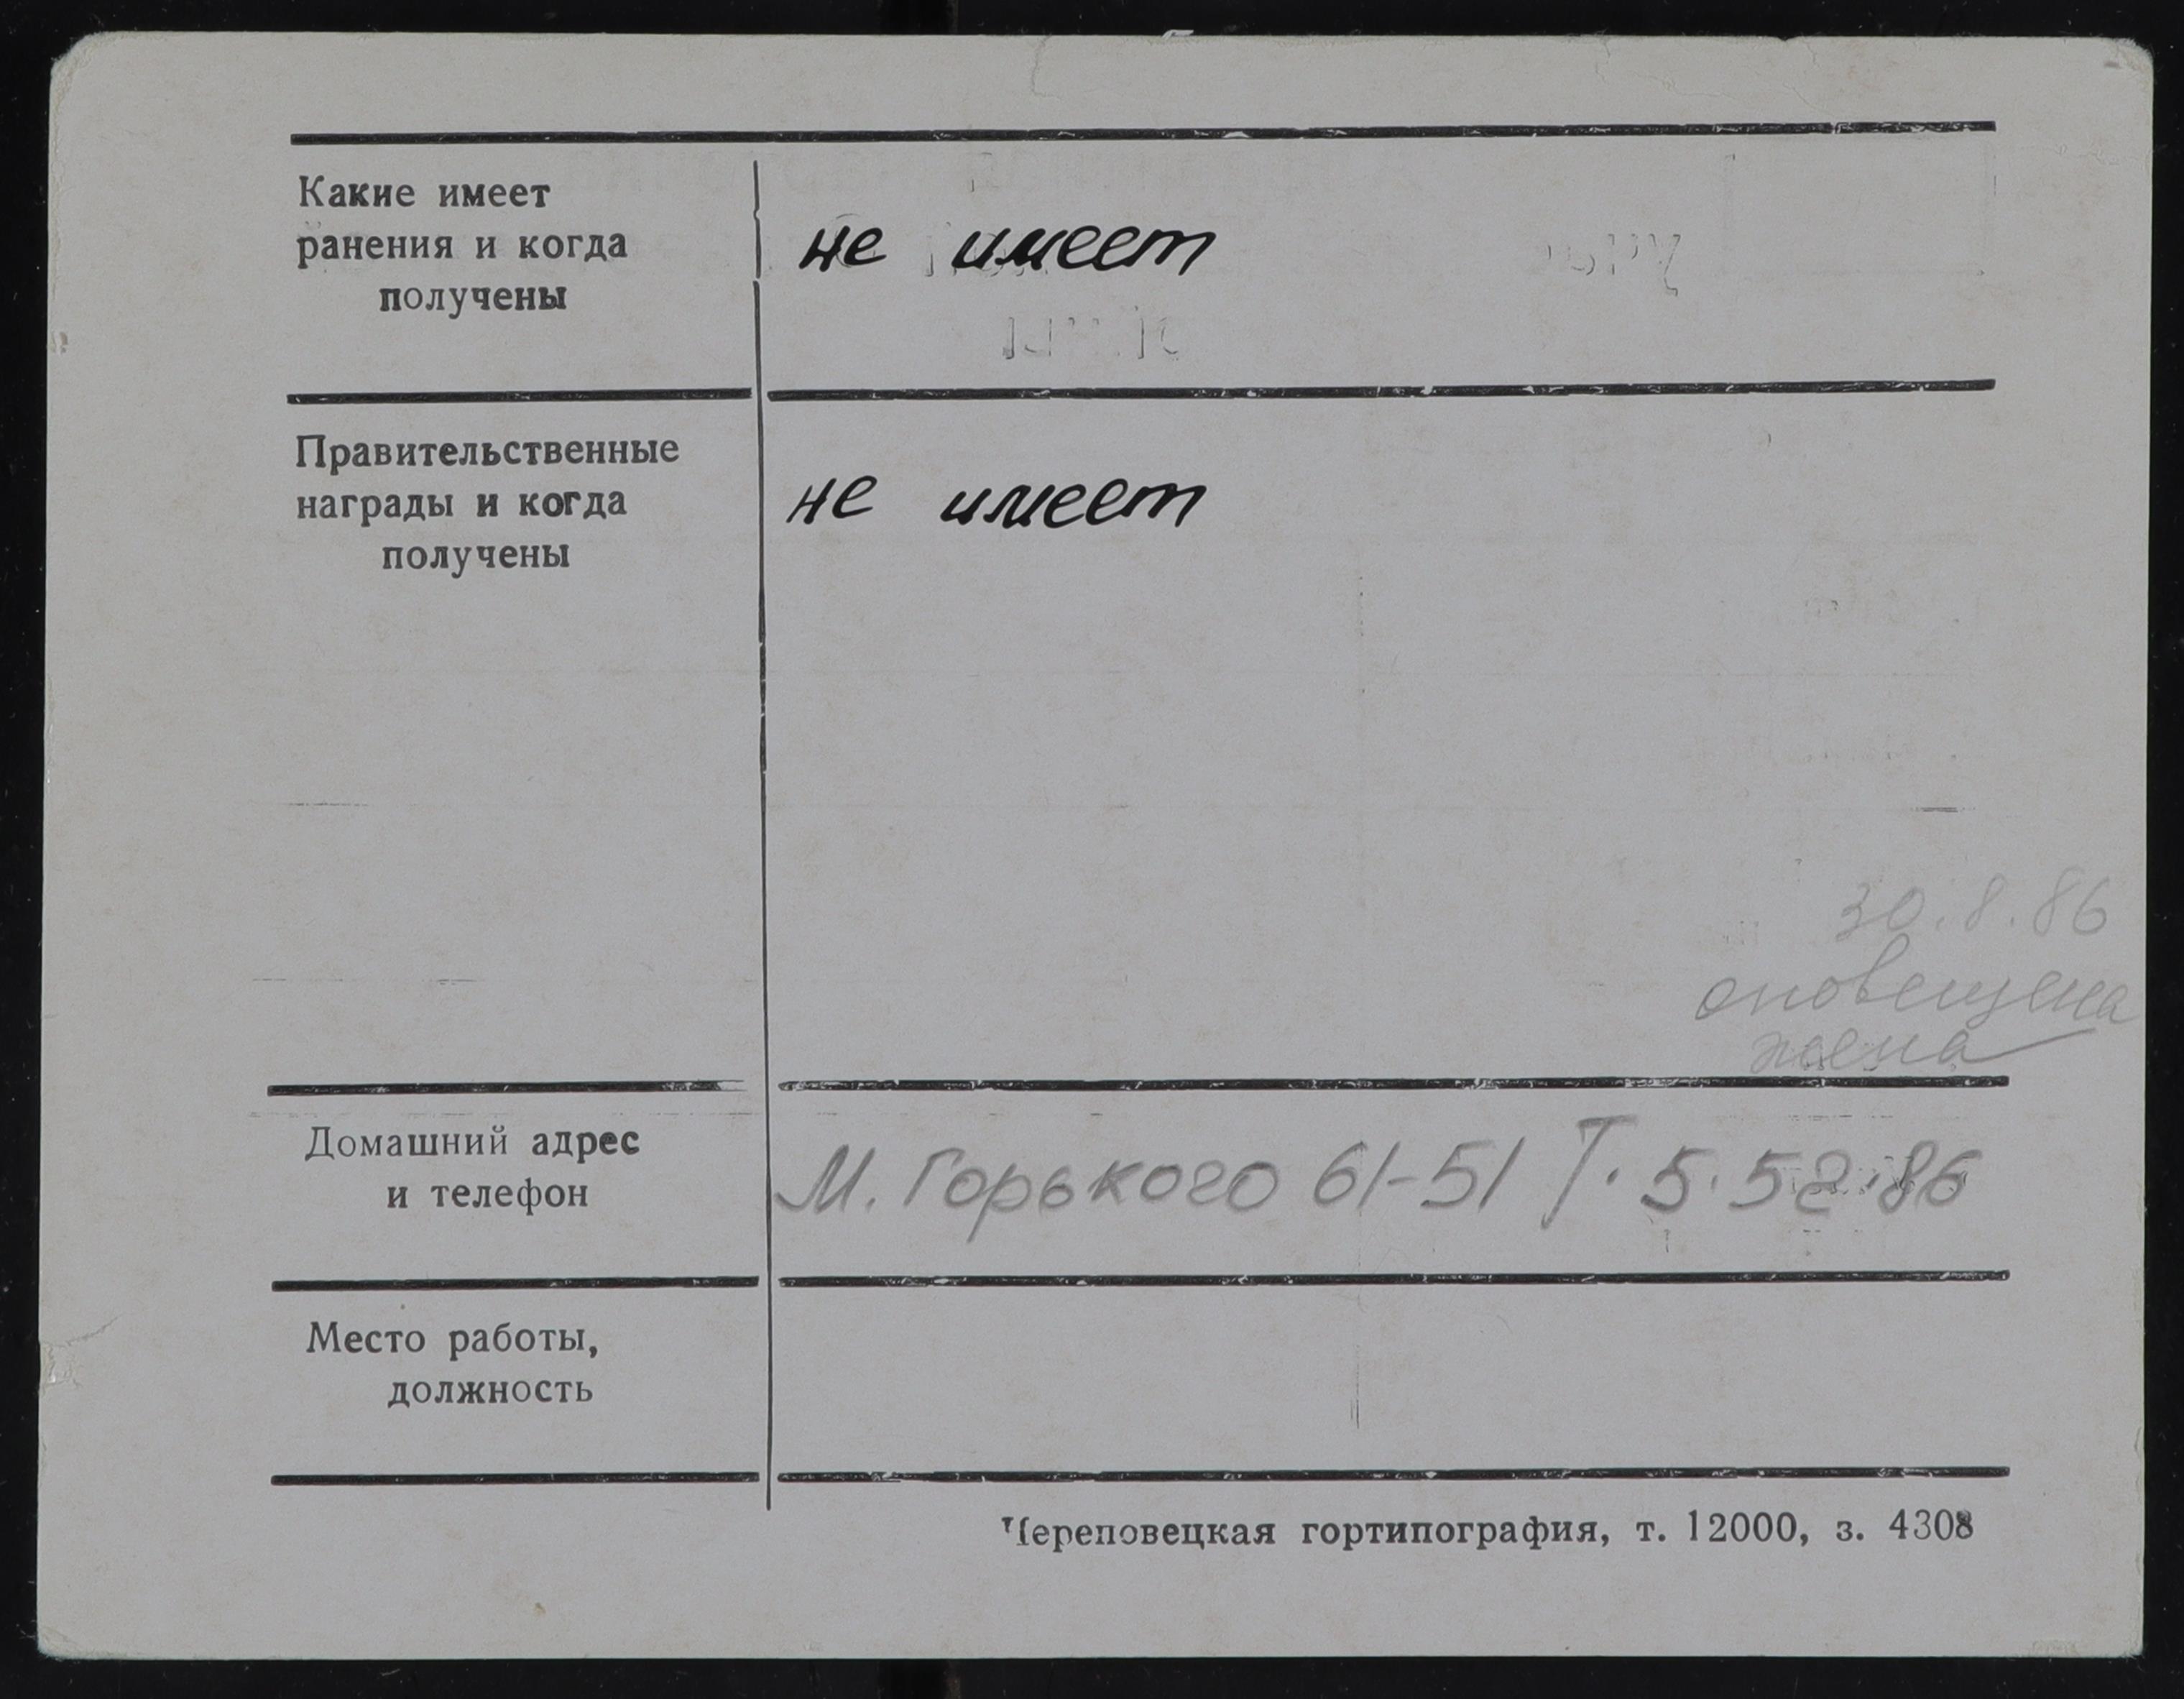 Какие имеет
ранения и когда
получены
не имеет
Правительственные
награды и когда
получены
не имеет
30.8.86
оповещена
жена
Домашний адрес
и телефон
М. Горького 61-51 Т. 5.52.86
Место работы,
должность
Череповецкая гортипография, т. 12000, з. 4308